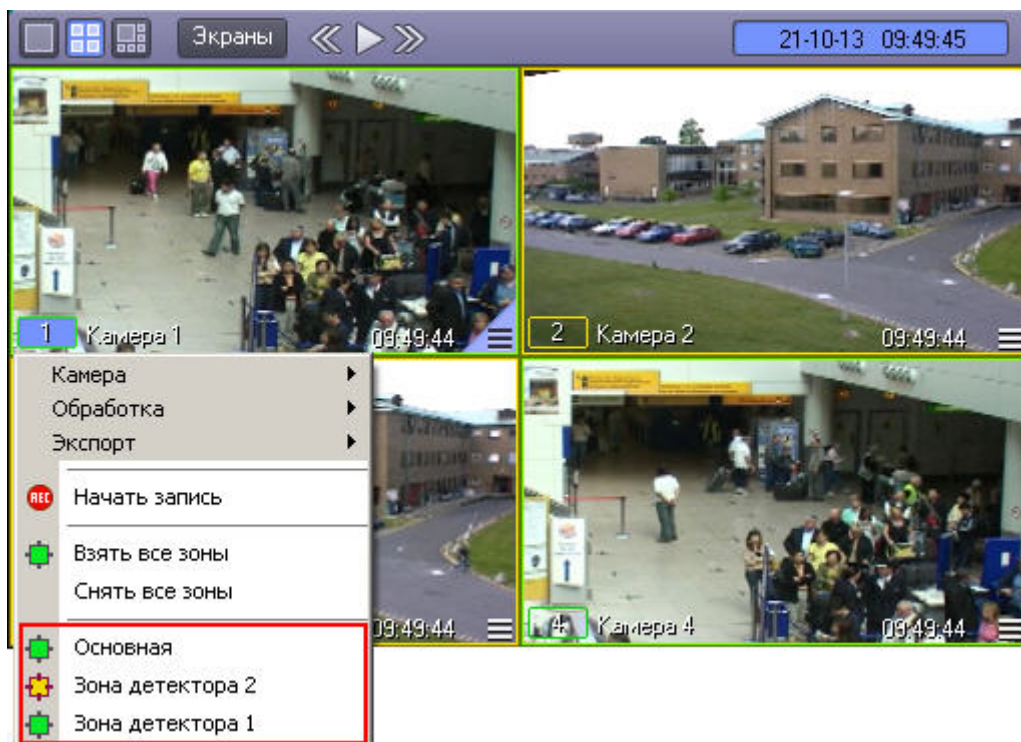 Экраны
21-10-13 09:49:45
1 Камера 1 09:49:44
2 Камера 2 09:49:44
Камера
Обработка
Экспорт
REC Начать запись
Взять все зоны
Снять все зоны
09:49:44
4 Камера 4 09:49:44
Основная
Зона детектора 2
Зона детектора 1